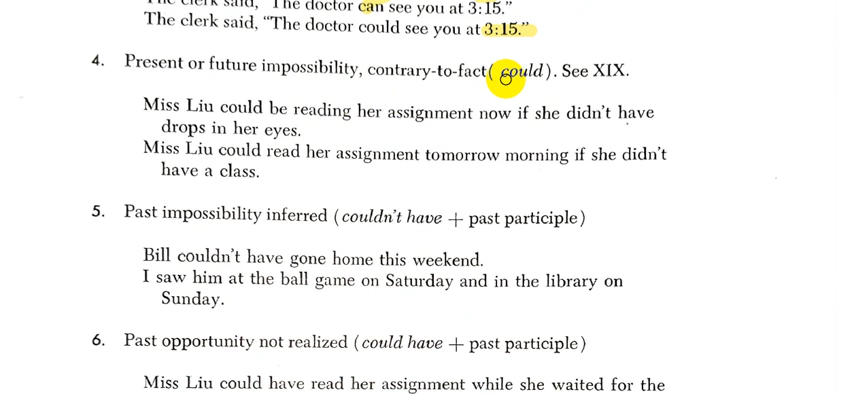 The clerk said, "The doctor can see you at 3:15."
The clerk said, "The doctor could see you at 3:15."
4. Present or future impossibility, contrary-to-fact( could). See XIX.
Miss Liu could be reading her assignment now if she didn't have
drops in her eyes.
Miss Liu could read her assignment tomorrow morning if she didn't
have a class.
5. Past impossibility inferred (couldn't have + past participle)
Bill couldn't have gone home this weekend.
I saw him at the ball game on Saturday and in the library on
Sunday.
6. Past opportunity not realized (could have + past participle)
Miss Liu could have read her assignment while she waited for the